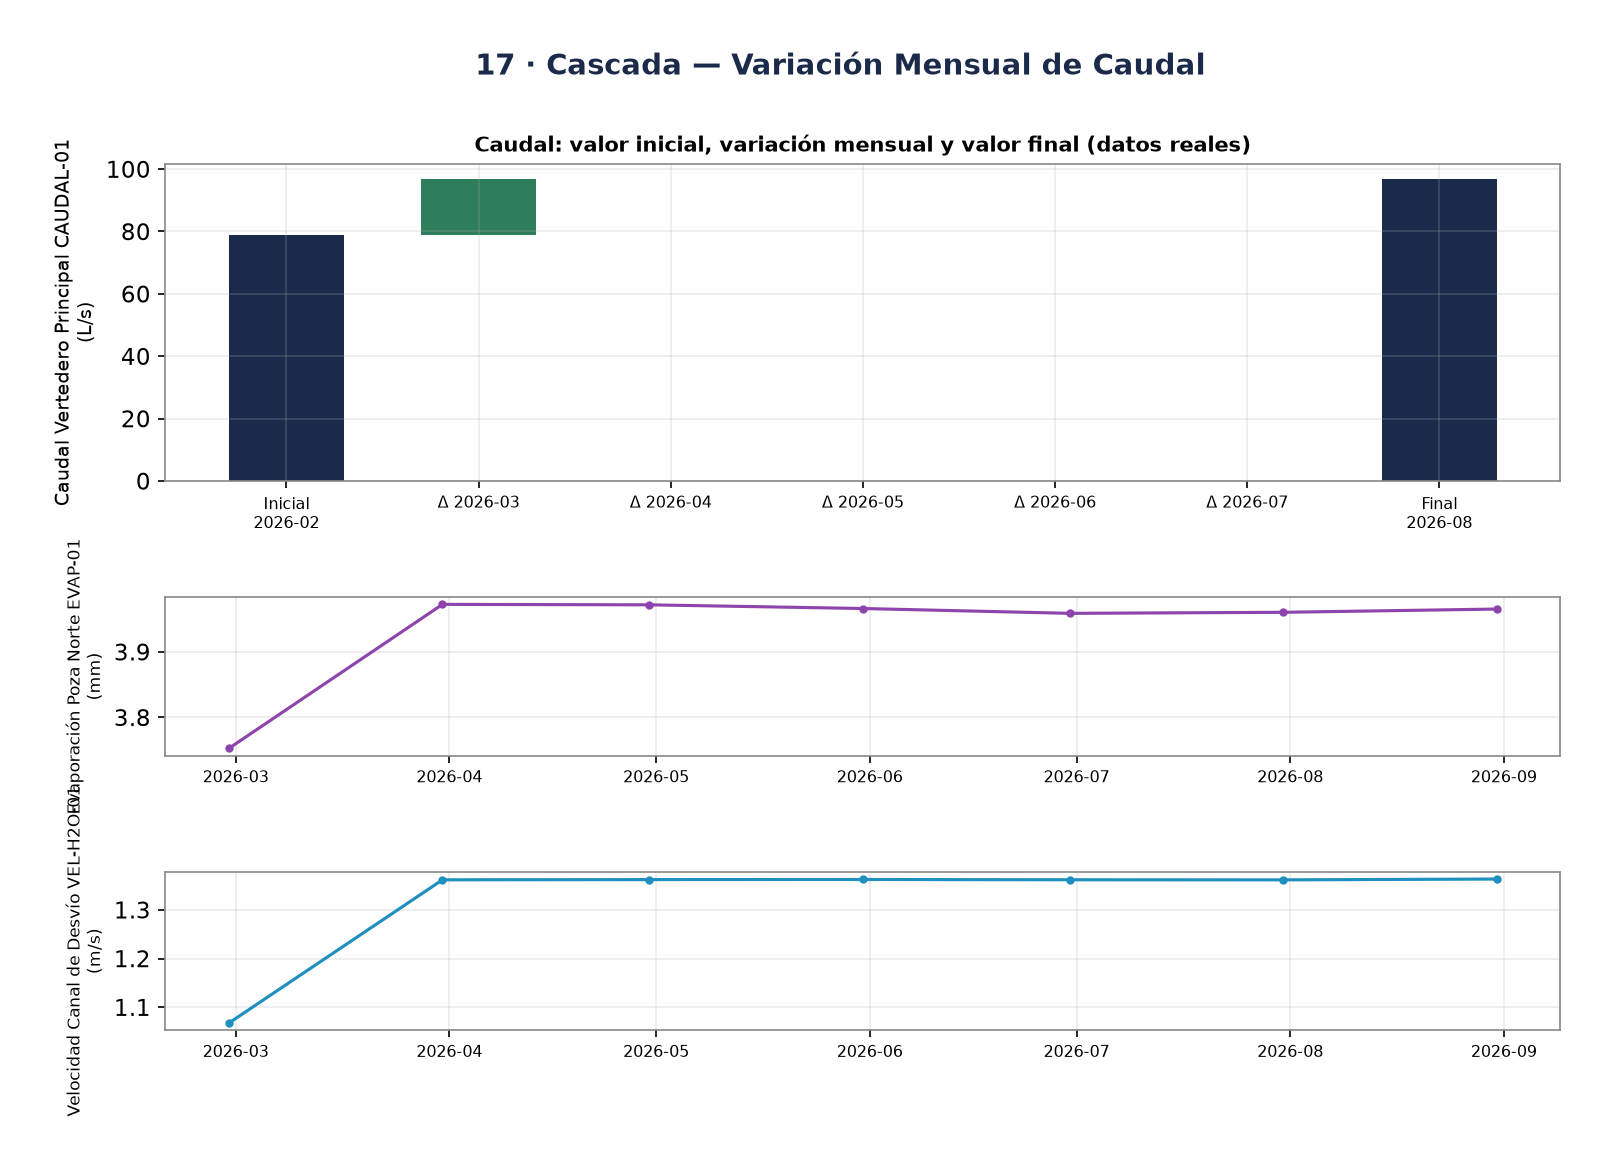 17 · Cascada — Variación Mensual de Caudal
Caudal: valor inicial, variación mensual y valor final (datos reales)
Caudal Vertedero Principal CAUDAL-01
(L/s)
100
80
60
40
20
0
Inicial
2026-02
Δ 2026-03
Δ 2026-04
Δ 2026-05
Δ 2026-06
Δ 2026-07
Final
2026-08
Evaporación Poza Norte EVAP-01
(mm)
3.9
3.8
2026-03
2026-04
2026-05
2026-06
2026-07
2026-08
2026-09
Velocidad Canal de Desvío VEL-H2O-01
(m/s)
1.3
1.2
1.1
2026-03
2026-04
2026-05
2026-06
2026-07
2026-08
2026-09